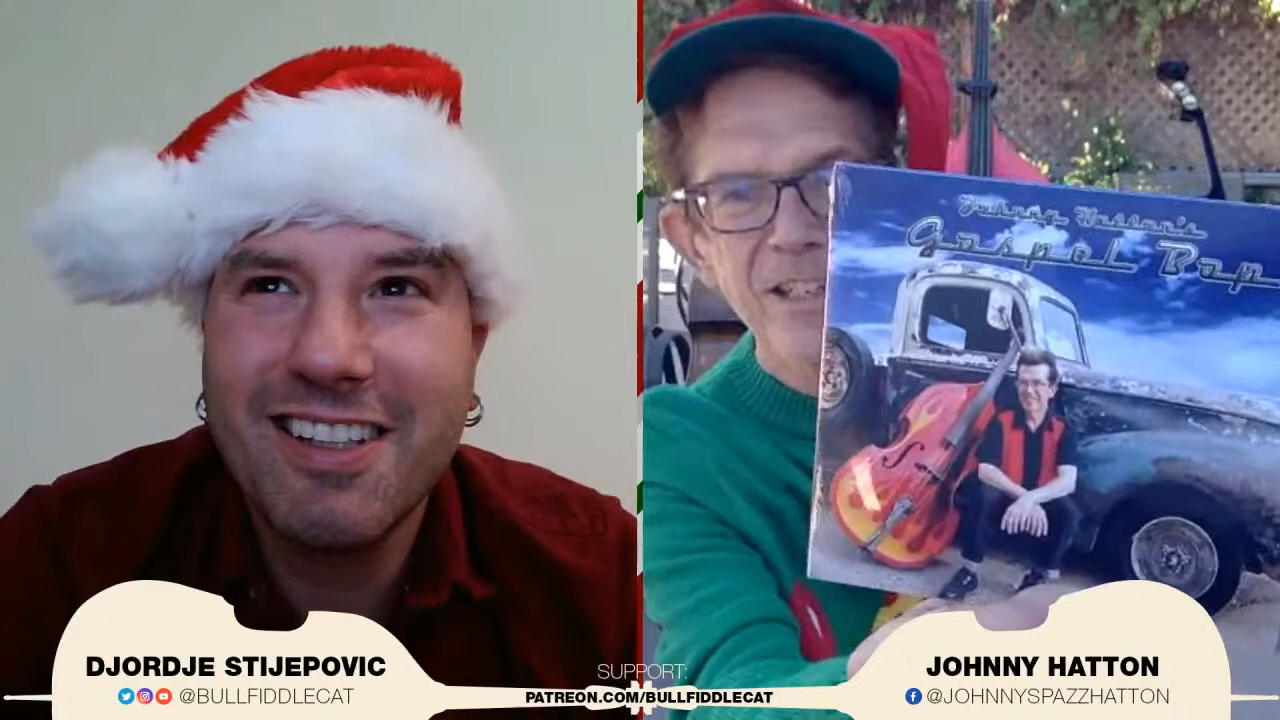 Johnny Hatton's
Gospel Bop
DJORDJE STIJEPOVIC
@BULLFIDDLECAT
SUPPORT:
PATREON.COM/BULLFIDDLECAT
JOHNNY HATTON
@JOHNNYSPAZZHATTON